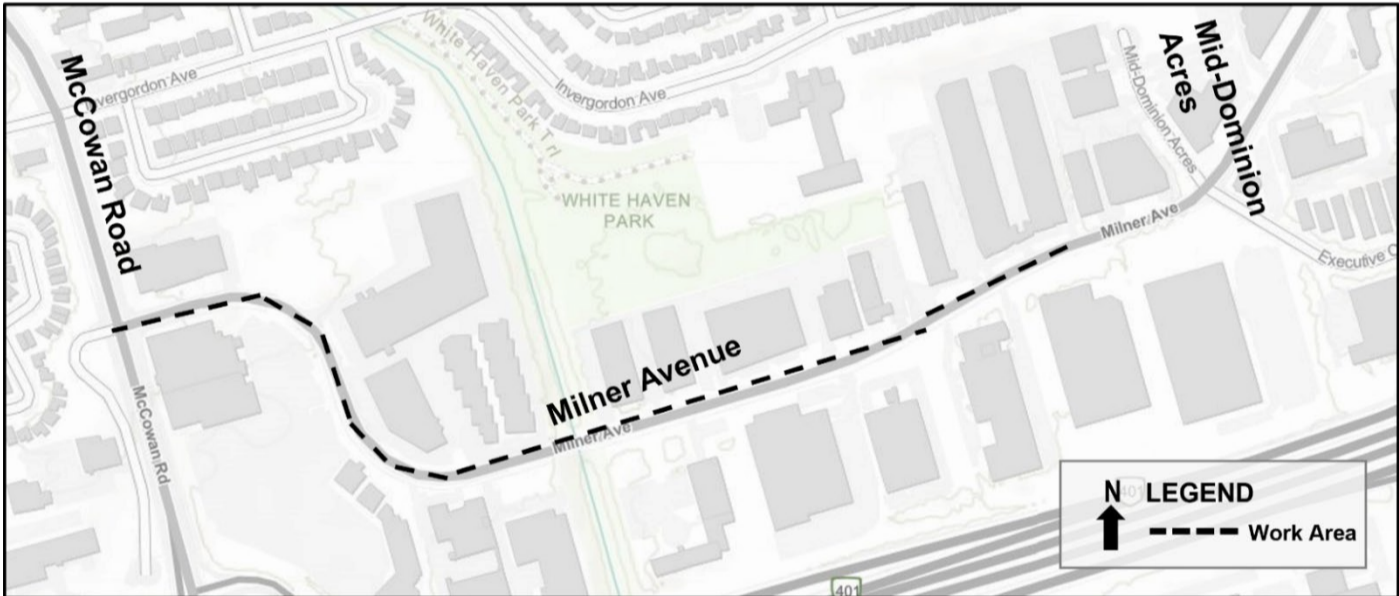 McCowan Road
vergordon Ave
White Haven Park Trl
Invergordon Ave
WHITE HAVEN
PARK
Mid-Dominion Acres
Mid-Dominion
Acres
Milner Ave
Executive C
Milner Avenue
Milner Ave
McCowan Rd
401
N LEGEND
401
Work Area